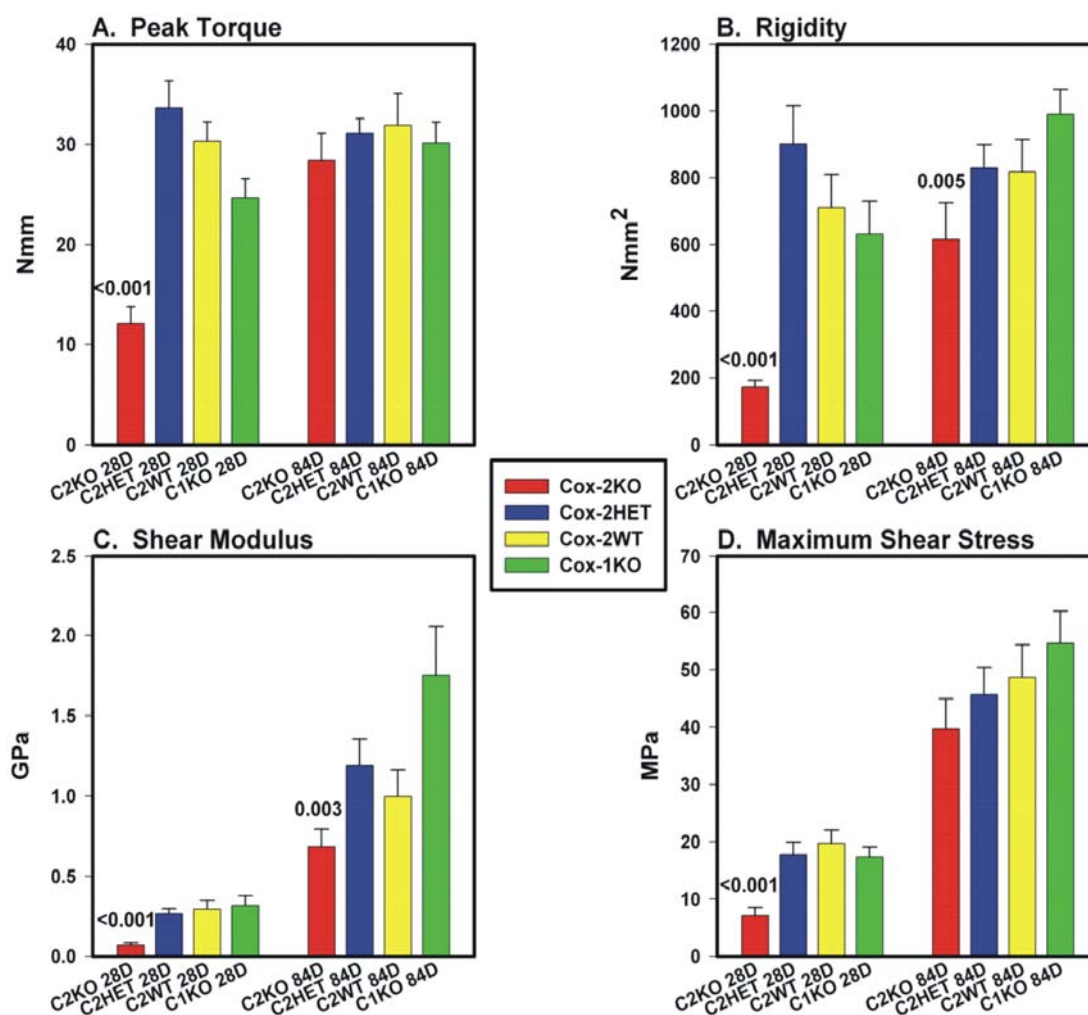 A. Peak Torque
40
30
20
10
0
Nmm
<0.001
C2KO 28D
C2HET 28D
C2WT 28D
C1KO 28D
C2KO 84D
C2HET 84D
C2WT 84D
C1KO 84D
B. Rigidity
1200
1000
800
600
400
200
0
Nmm²
<0.001
0.005
C2KO 28D
C2HET 28D
C2WT 28D
C1KO 28D
C2KO 84D
C2HET 84D
C2WT 84D
C1KO 84D
Cox-2KO
Cox-2HET
Cox-2WT
Cox-1KO
C. Shear Modulus
2.5
2.0
1.5
1.0
0.5
0.0
GPa
<0.001
0.003
C2KO 28D
C2HET 28D
C2WT 28D
C1KO 28D
C2KO 84D
C2HET 84D
C2WT 84D
C1KO 84D
D. Maximum Shear Stress
70
60
50
40
30
20
10
0
MPa
<0.001
C2KO 28D
C2HET 28D
C2WT 28D
C1KO 28D
C2KO 84D
C2HET 84D
C2WT 84D
C1KO 84D